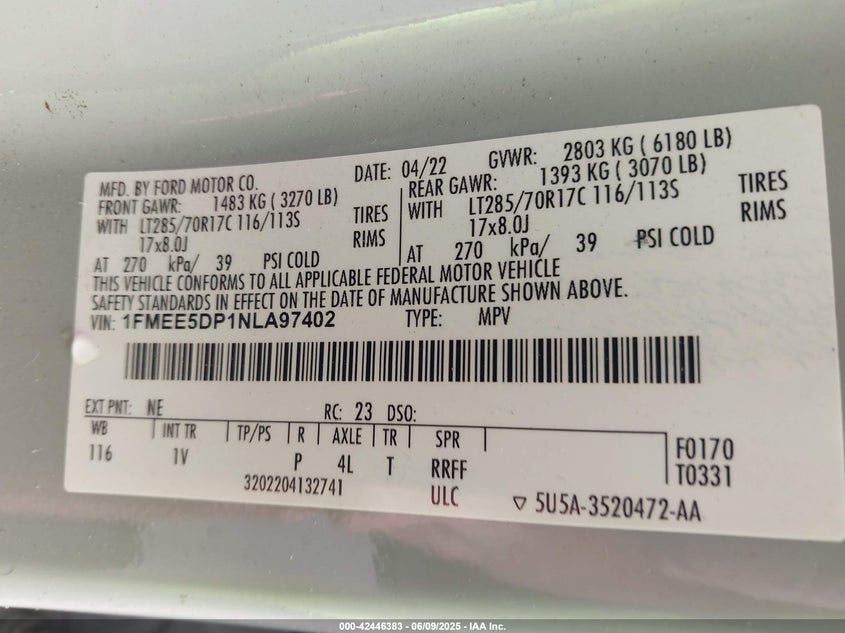 MFD. BY FORD MOTOR CO. DATE: 04/22 GVWR: 2803 KG ( 6180 LB)
FRONT GAWR: 1483 KG ( 3270 LB) REAR GAWR: 1393 KG ( 3070 LB)
WITH LT285/70R17C 116/113S TIRES WITH LT285/70R17C 116/113S TIRES
17x8.0J RIMS 17x8.0J RIMS
AT 270 kPa/ 39 PSI COLD AT 270 kPa/ 39 PSI COLD
THIS VEHICLE CONFORMS TO ALL APPLICABLE FEDERAL MOTOR VEHICLE
SAFETY STANDARDS IN EFFECT ON THE DATE OF MANUFACTURE SHOWN ABOVE.
VIN: 1FMEE5DP1NLA97402 TYPE: MPV
EXT PNT: NE RC: 23 DSO:
WB INT TR TP/PS R AXLE TR SPR F0170
116 1V P 4L T RRFF T0331
3202204132741 ULC ▽ 5U5A-3520472-AA
000-42446383 - 06/09/2025 - IAA Inc.